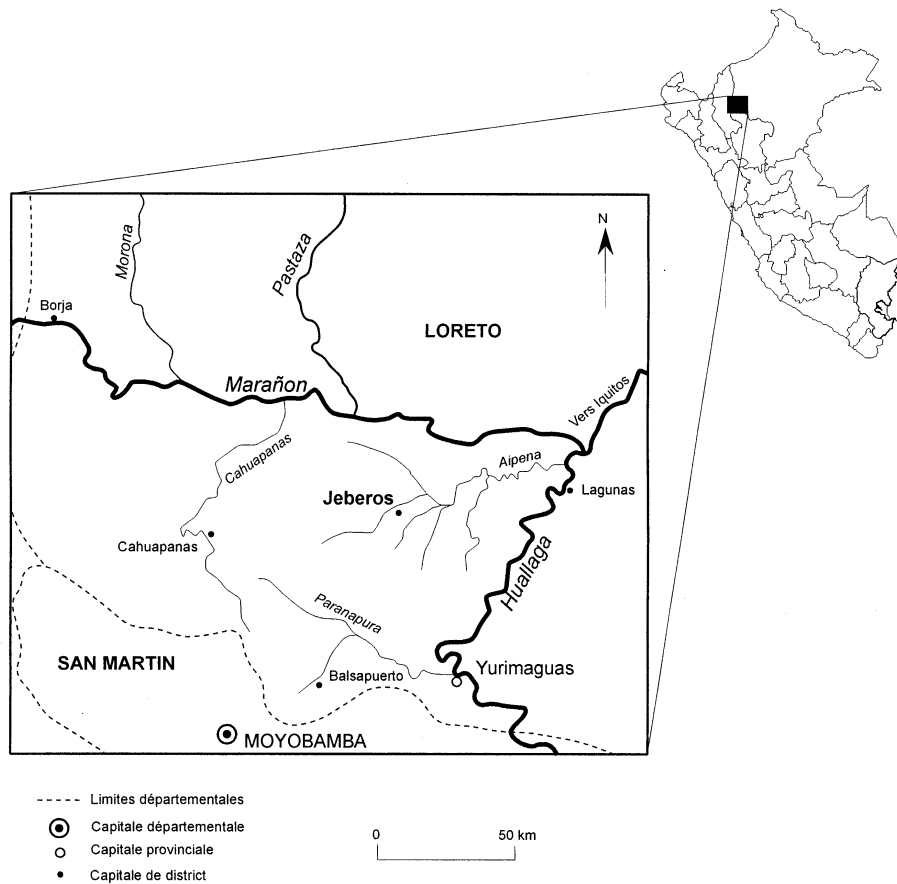 N
Morona
Pastaza
LORETO
Borja
Marañon
Vers Iquitos
Cahuapanas
Aipena
Jeberos
Lagunas
Cahuapanas
Huallaga
Paranapura
SAN MARTIN
Balsapuerto
Yurimaguas
MOYOBAMBA
Limites départementales
Capitale départementale
Capitale provinciale
Capitale de district
0 50 km